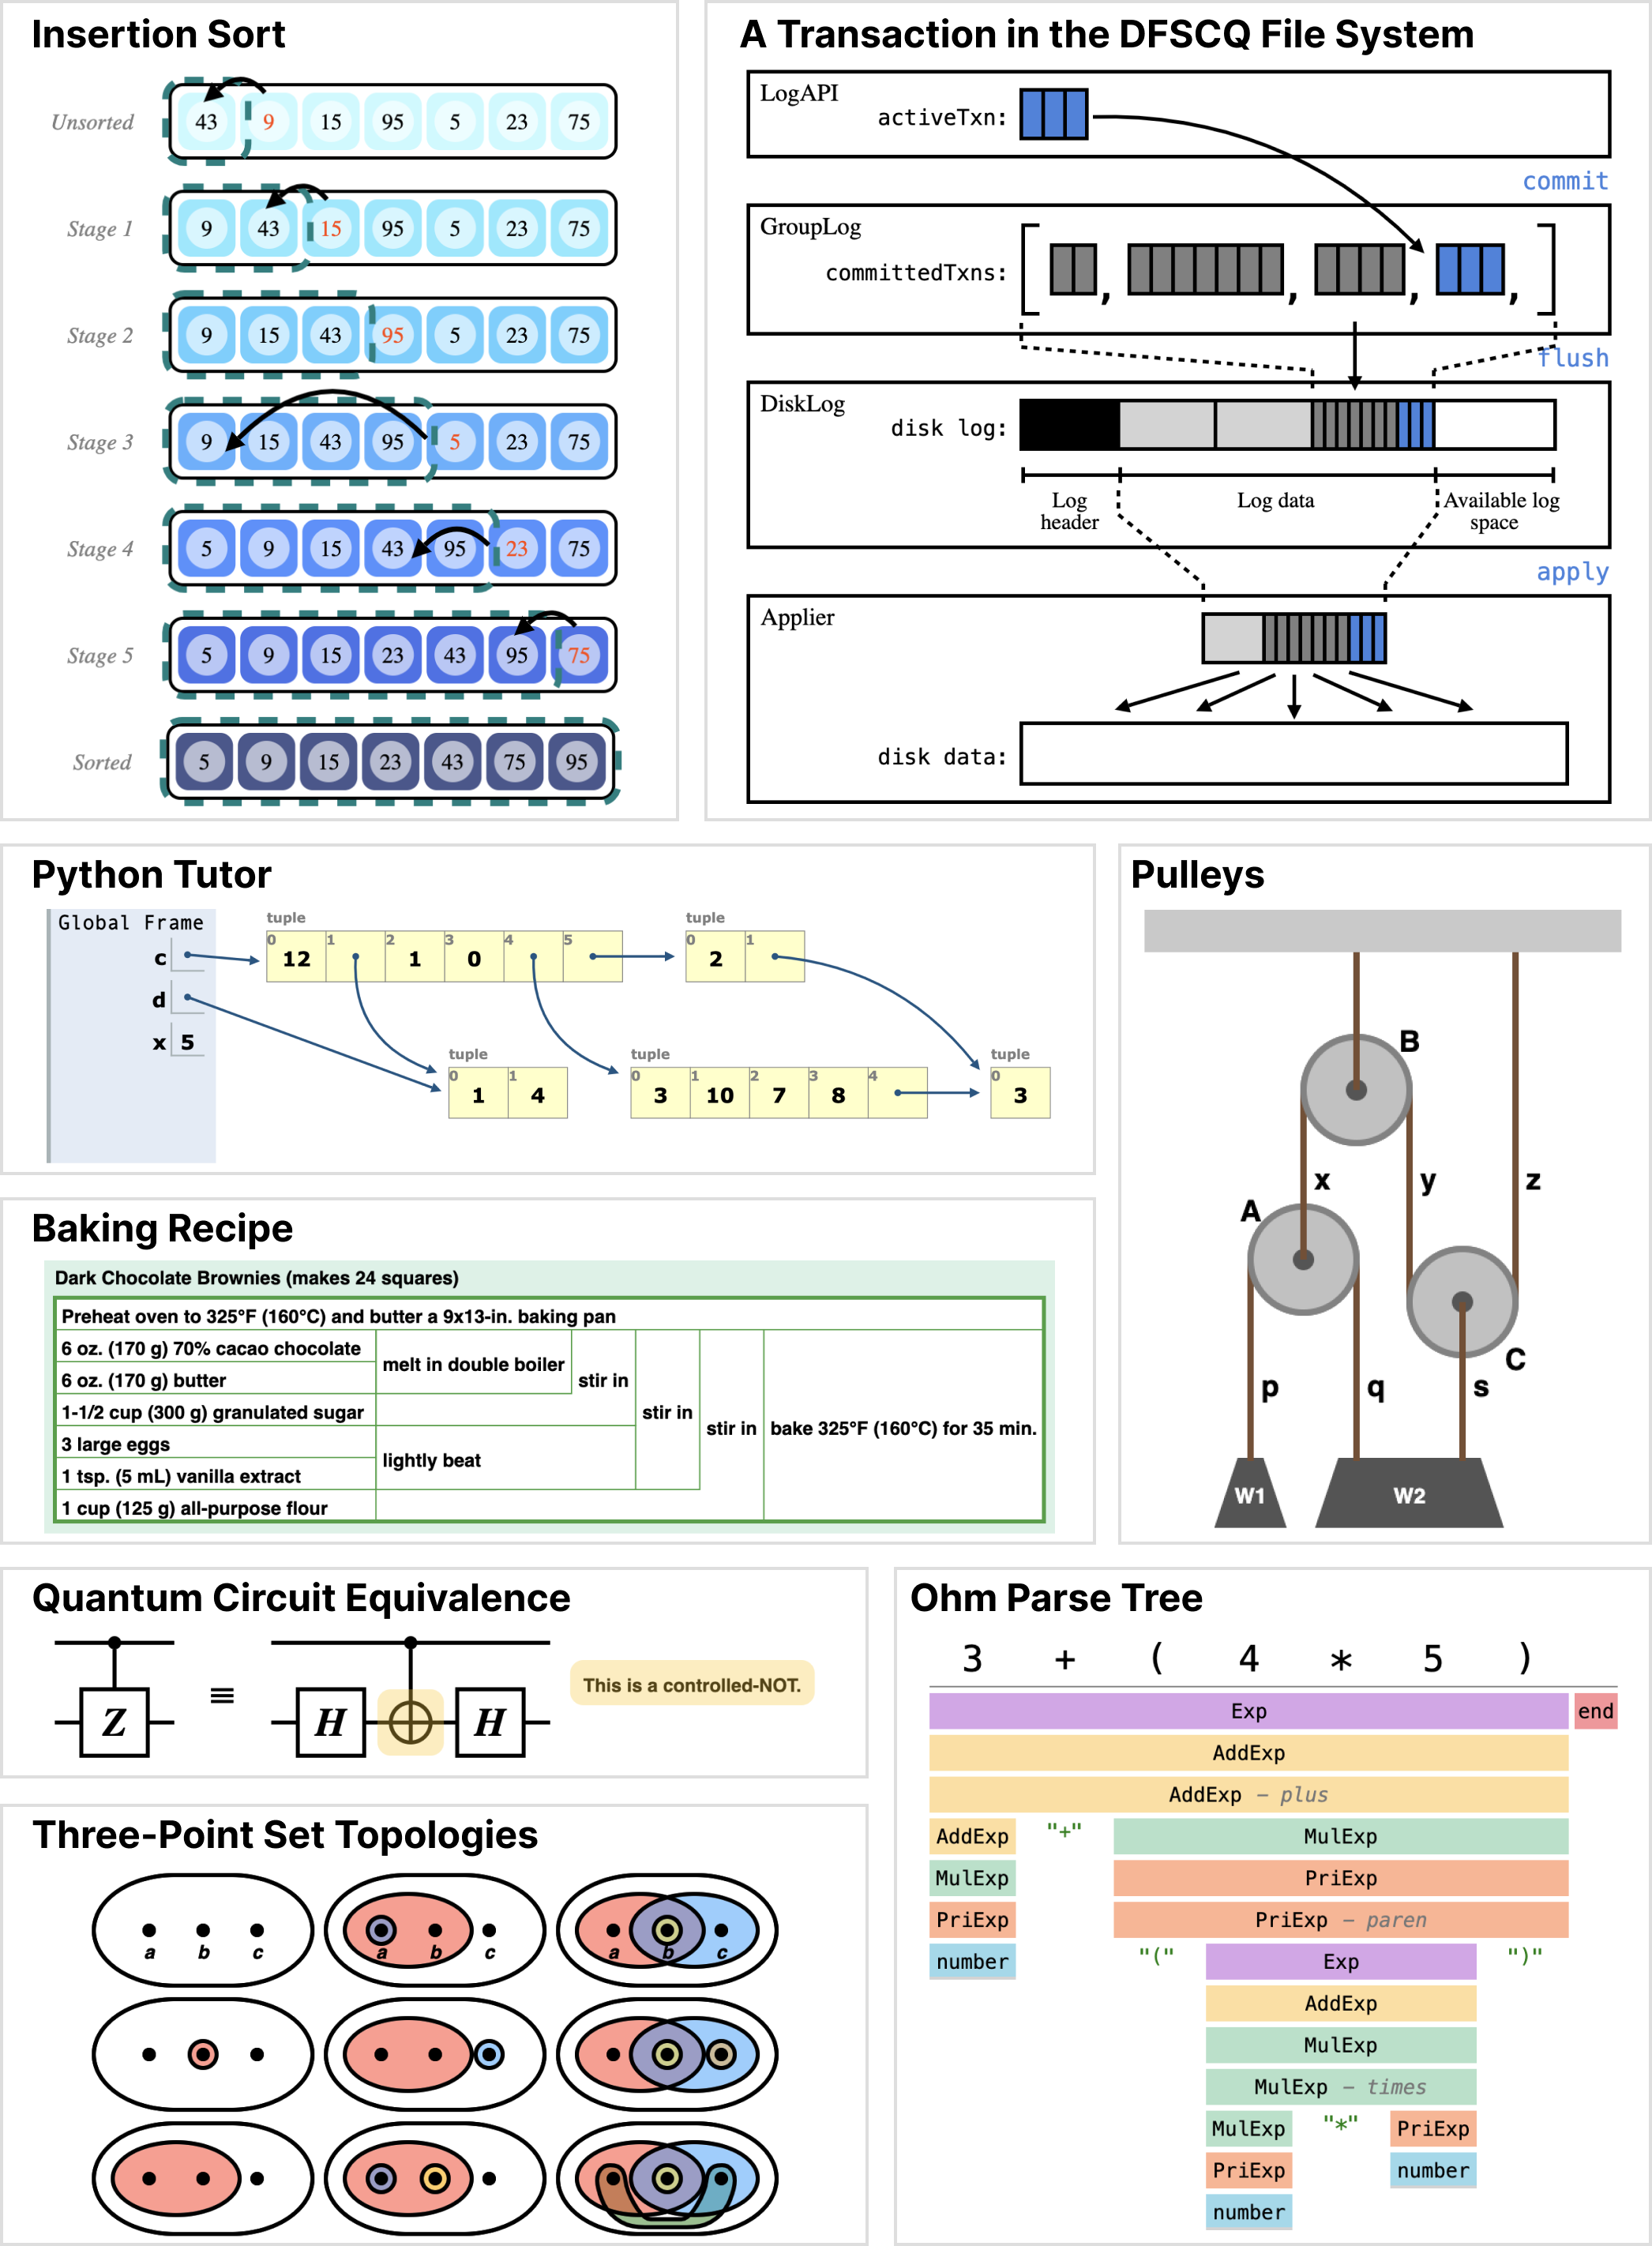 Insertion Sort
Unsorted 43 9 15 95 5 23 75
Stage 1 9 43 15 95 5 23 75
Stage 2 9 15 43 95 5 23 75
Stage 3 9 15 43 95 5 23 75
Stage 4 5 9 15 43 95 23 75
Stage 5 5 9 15 23 43 95 75
Sorted 5 9 15 23 43 75 95
A Transaction in the DFSCQ File System
LogAPI
activeTxn:
commit
GroupLog
committedTxns: [ , , , , ]
flush
DiskLog
disk log:
Log header
Log data
Available log space
apply
Applier
disk data:
Python Tutor
Global Frame
c
d
x 5
tuple
0 1 2 3 4 5
12 1 0
tuple
0 1
2
tuple
0 1
1 4
tuple
0 1 2 3 4
3 10 7 8
tuple
0
3
Pulleys
B
x y z
A
C
p q s
W1 W2
Baking Recipe
Dark Chocolate Brownies (makes 24 squares)
Preheat oven to 325°F (160°C) and butter a 9x13-in. baking pan
6 oz. (170 g) 70% cacao chocolate
6 oz. (170 g) butter
1-1/2 cup (300 g) granulated sugar
3 large eggs
1 tsp. (5 mL) vanilla extract
1 cup (125 g) all-purpose flour
melt in double boiler
lightly beat
stir in
stir in
stir in
bake 325°F (160°C) for 35 min.
Quantum Circuit Equivalence
Z ≡ H H
This is a controlled-NOT.
Three-Point Set Topologies
a b c
a b c
a b c
Ohm Parse Tree
3 + ( 4 * 5 )
Exp end
AddExp
AddExp – plus
AddExp "+" MulExp
MulExp PriExp
PriExp PriExp – paren
number "(" Exp ")"
AddExp
MulExp
MulExp – times
MulExp "*" PriExp
PriExp number
number